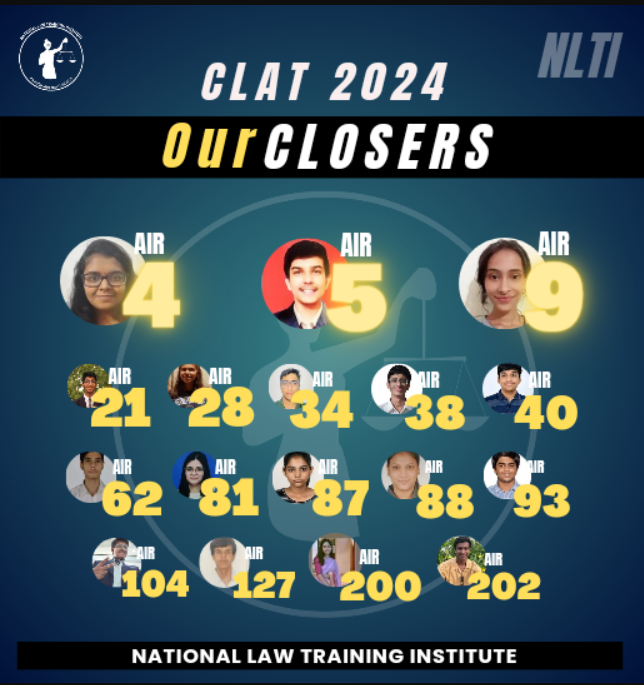 NLTI
CLAT 2024
Our CLOSERS
AIR 4
AIR 5
AIR 9
AIR 21
AIR 28
AIR 34
AIR 38
AIR 40
AIR 62
AIR 81
AIR 87
AIR 88
AIR 93
AIR 104
AIR 127
AIR 200
AIR 202
NATIONAL LAW TRAINING INSTITUTE